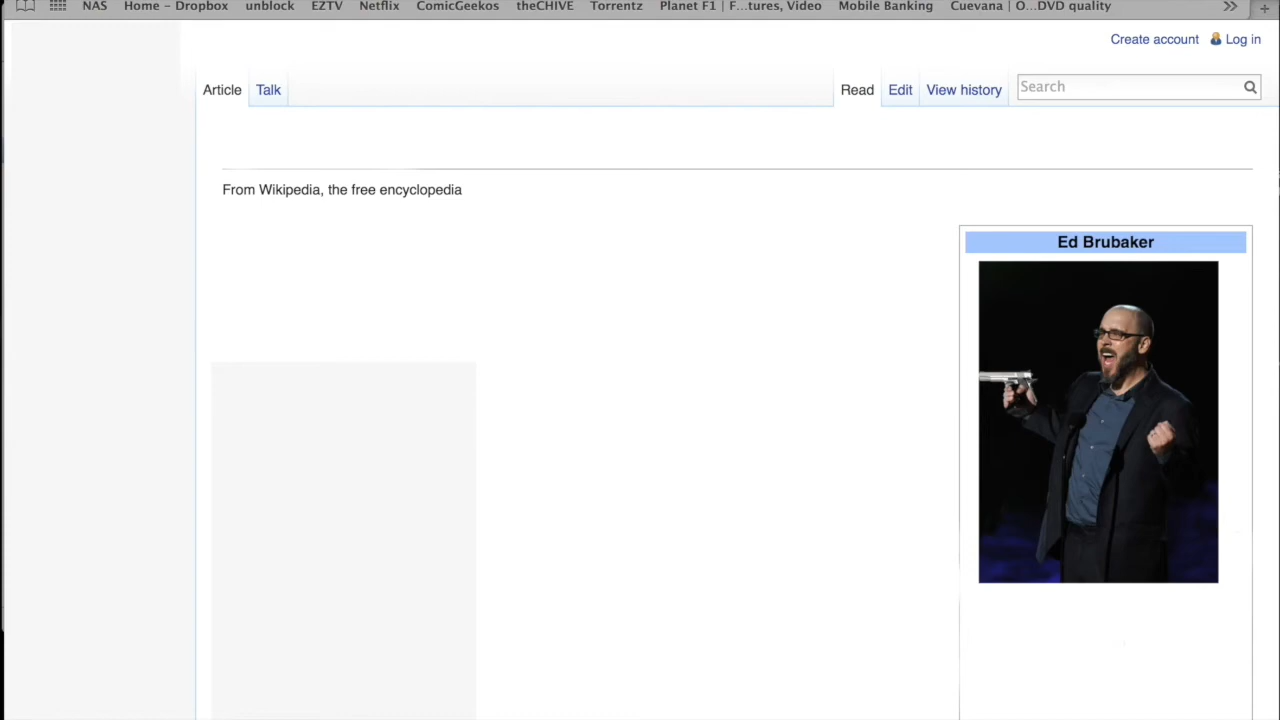 NAS Home – Dropbox unblock EZTV Netflix ComicGeekos theCHIVE Torrentz Planet F1 | F...tures, Video Mobile Banking Cuevana | O...DVD quality
Create account Log in
Article Talk Read Edit View history Search
From Wikipedia, the free encyclopedia
Ed Brubaker